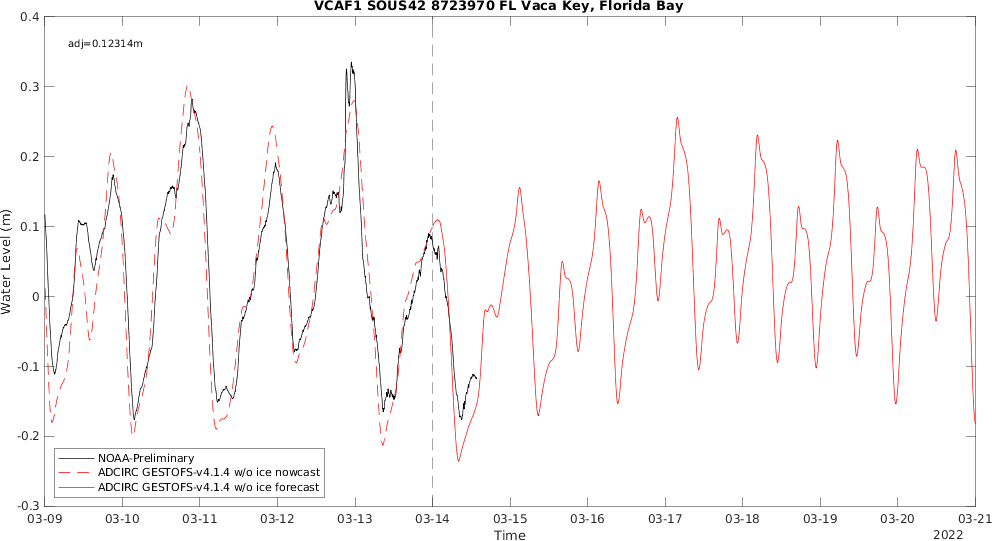 VCAF1 SOUS42 8723970 FL Vaca Key, Florida Bay
adj=0.12314m
0.4
0.3
0.2
0.1
0
-0.1
-0.2
-0.3
Water Level (m)
NOAA-Preliminary
ADCIRC GESTOFS-v4.1.4 w/o ice nowcast
ADCIRC GESTOFS-v4.1.4 w/o ice forecast
03-09 03-10 03-11 03-12 03-13 03-14 03-15 03-16 03-17 03-18 03-19 03-20 03-21
Time
2022